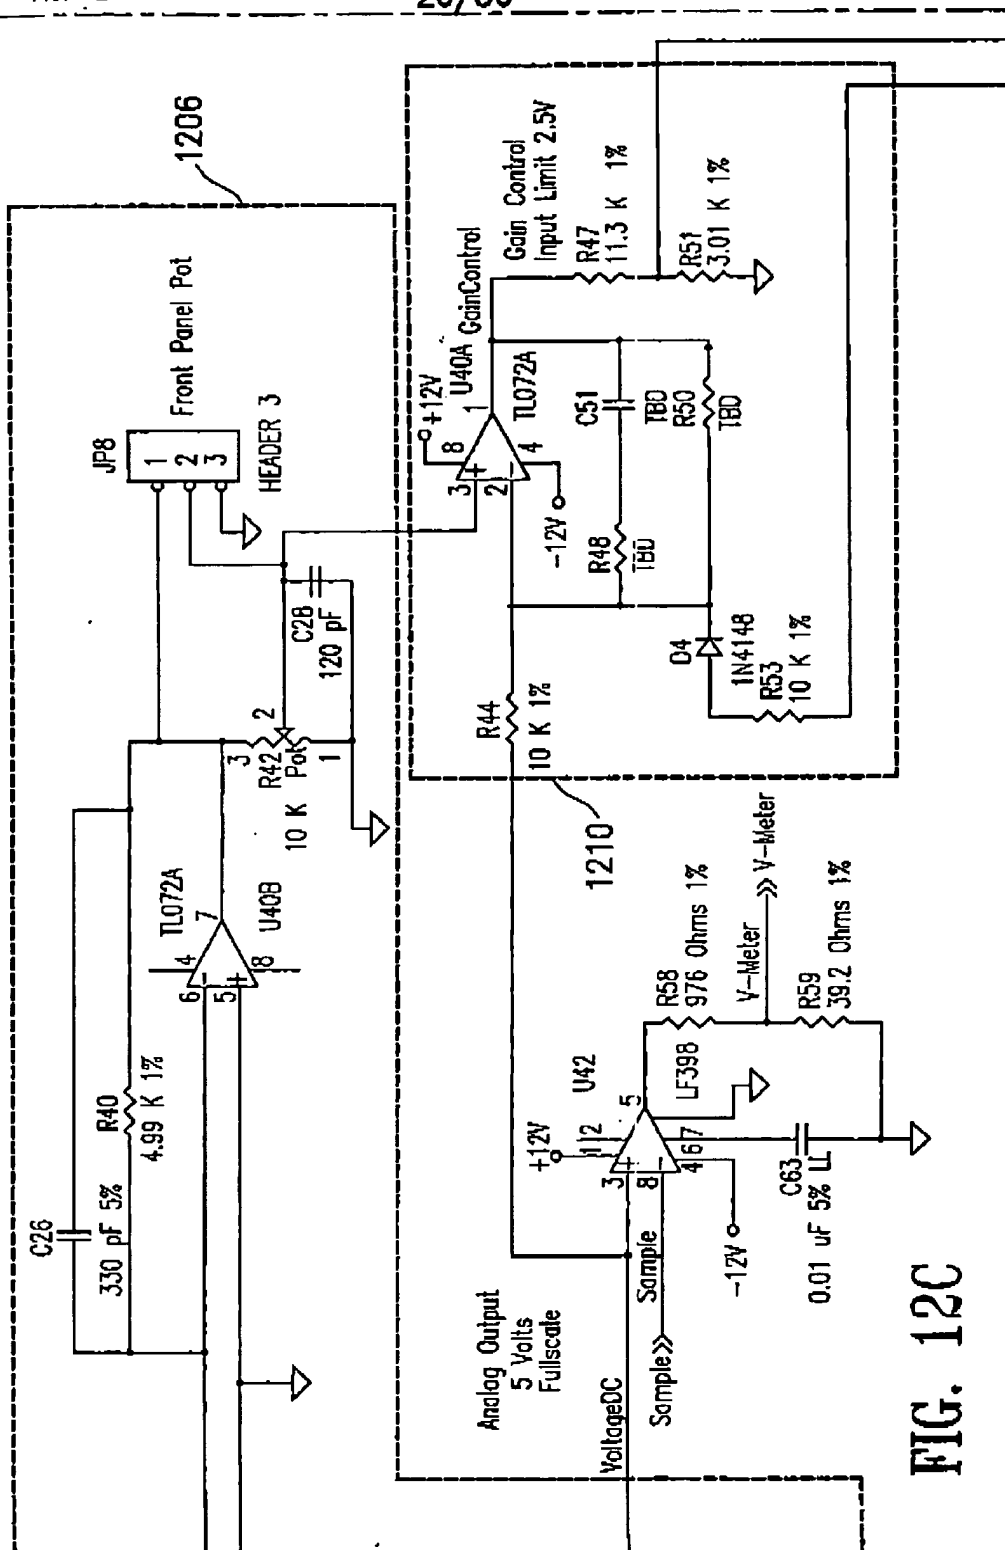 1206
JP8
1
2
3
HEADER 3
Front Panel Pot
C26
330 pF 5%
R40
4.99 K 1%
TL072A
6
5
4
7
8
U40B
3
R42
2
Pot
10 K
1
C28
120 pF
1210
R44
10 K 1%
+12V
3
2
8
1
4
U40A
TL072A
-12V
GainControl
Gain Control
Input Limit 2.5V
R47
11.3 K 1%
R51
3.01 K 1%
R48
TBD
C51
TBD
R50
TBD
D4
1N4148
R53
10 K 1%
Analog Output
5 Volts
Fullscale
VoltageDC
Sample
Sample
+12V
3
8
1
2
5
4
6
7
U42
LF398
-12V
C63
0.01 uF 5% LL
R58
976 Ohms 1%
V-Meter
V-Meter
R59
39.2 Ohms 1%
FIG. 12C